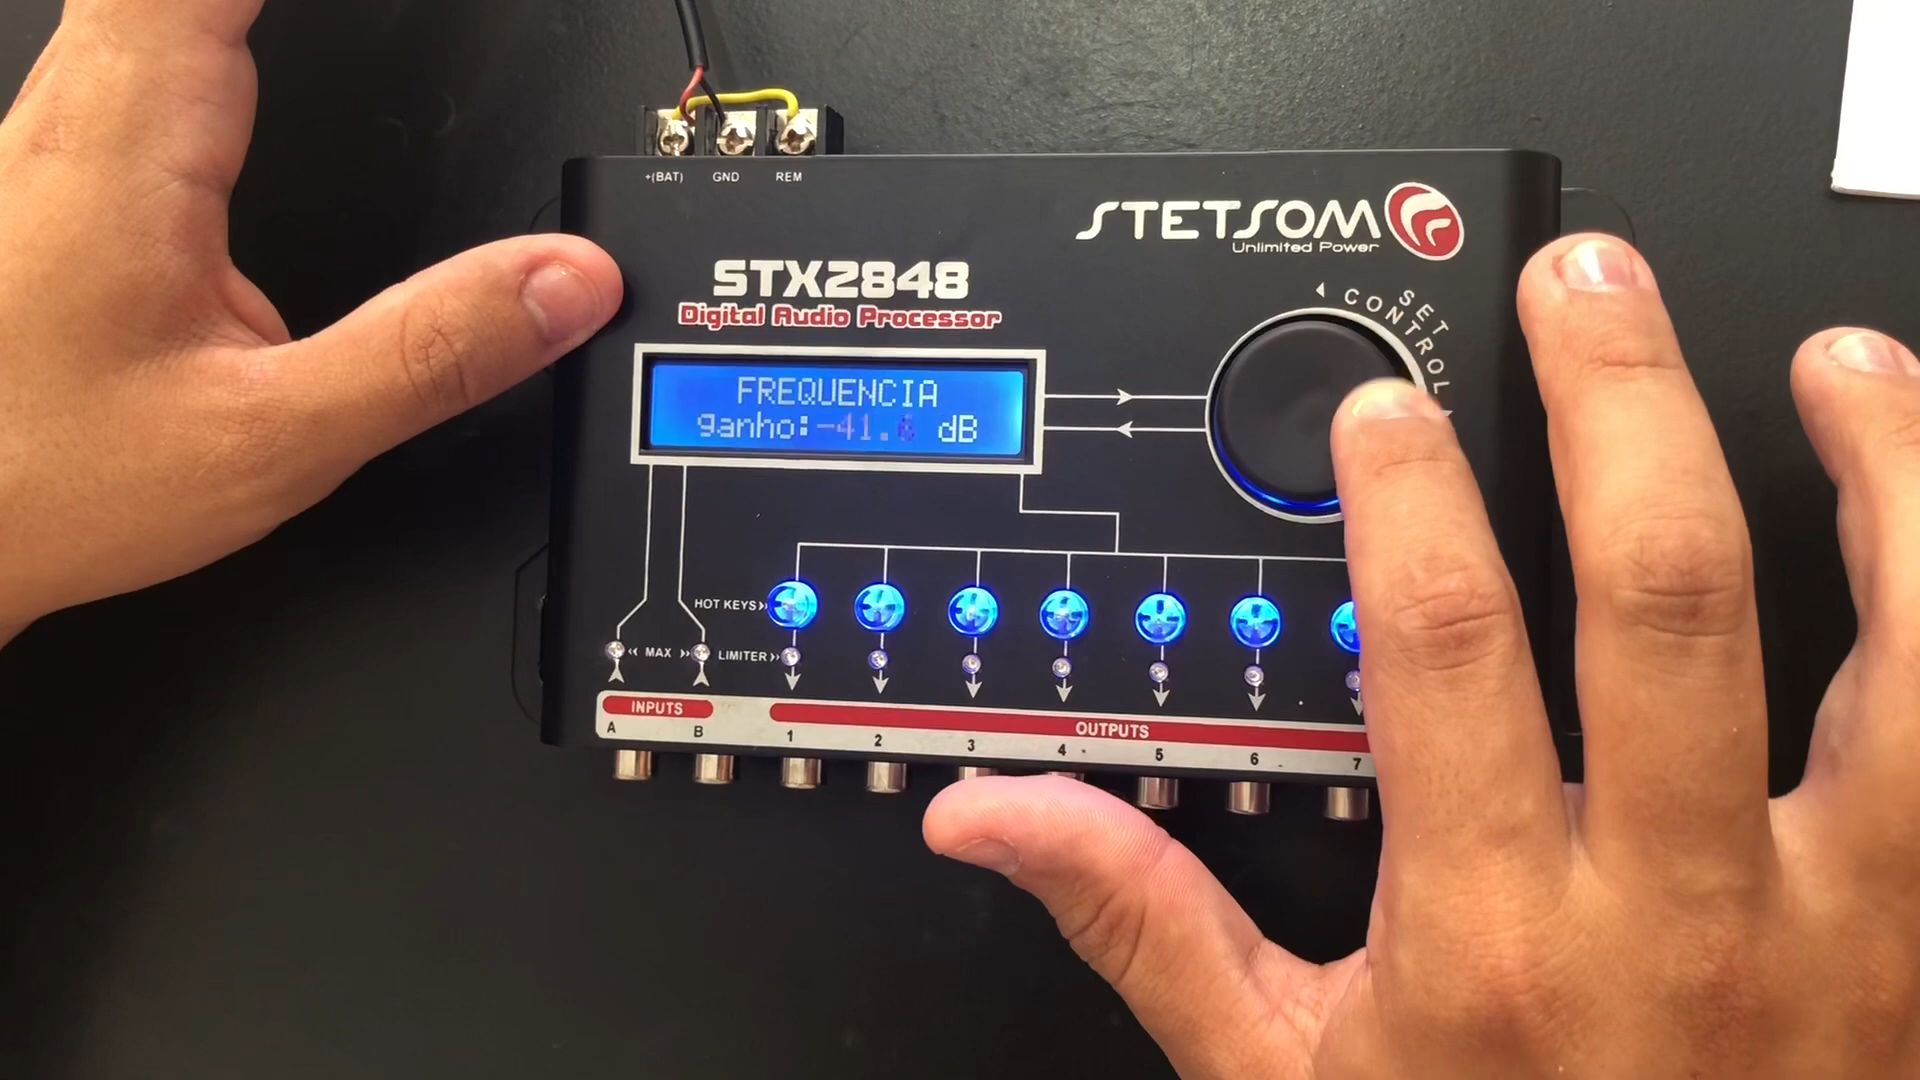 +(BAT) GND REM
STETSOM
Unlimited Power
STX2848
Digital Audio Processor
SET
CONTROL
FREQUENCIA
ganho:-41. dB
HOT KEYS
MAX LIMITER
INPUTS
OUTPUTS
A B 1 2 3 4 5 6 7